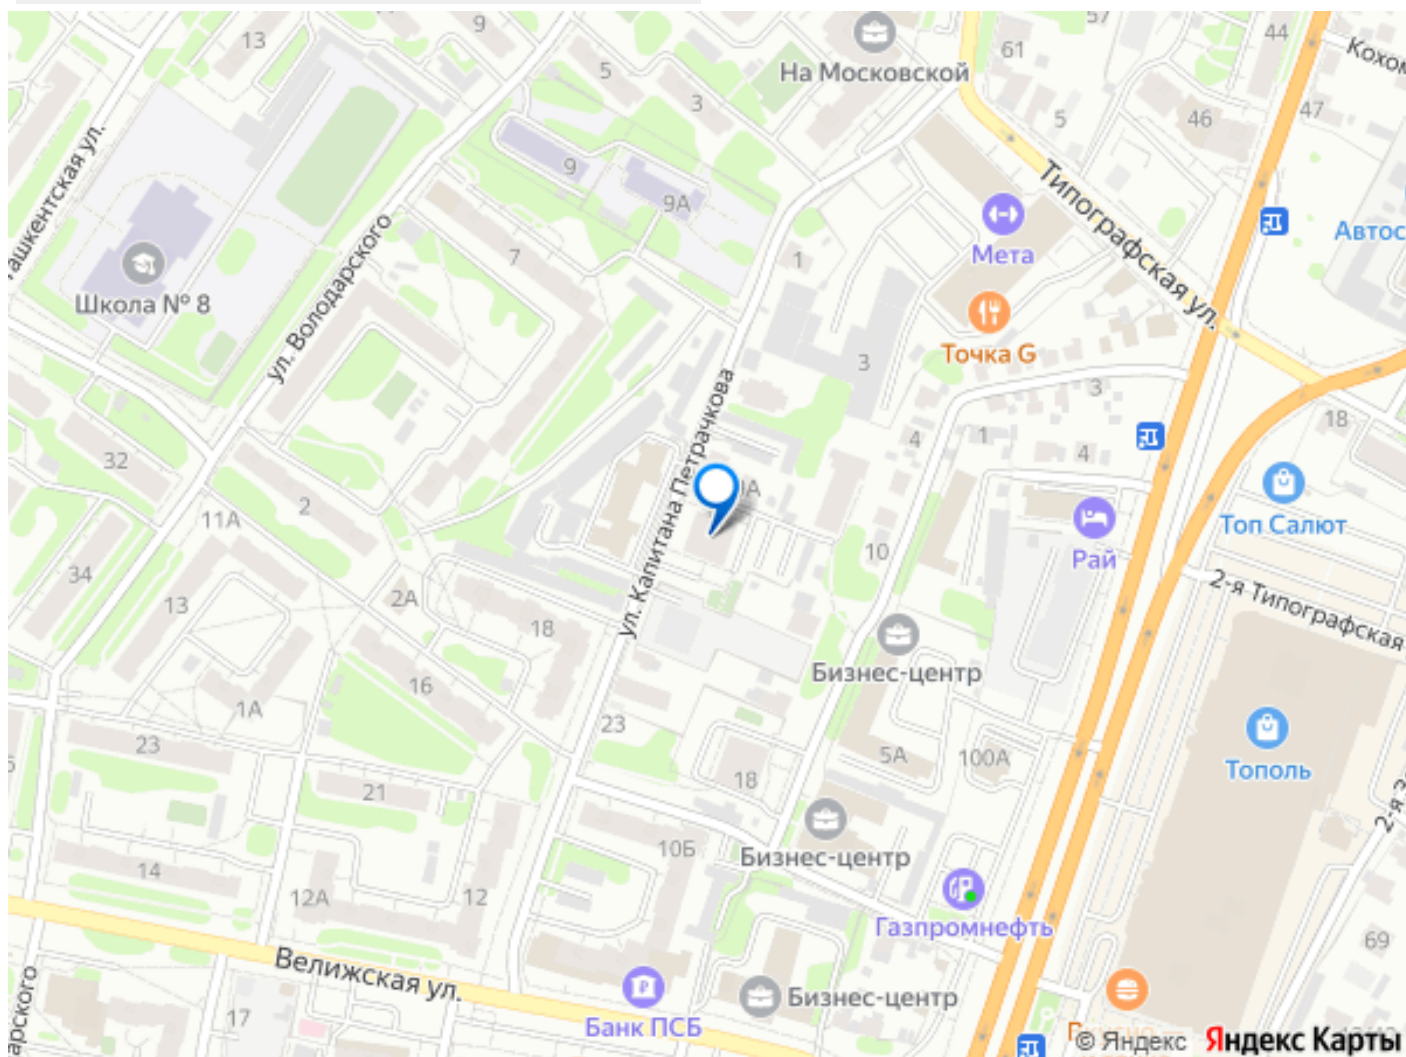 13
9
5
На Московской
57
61
44
Кохом
3
5
46
47
Ташкентская ул.
9
9А
Типографская ул.
Мета
Автос
Школа № 8
ул. Володарского
7
1
Точка G
3
3
ул. Капитана Петрачкова
18
4
1
4
32
2
11А
10
Рай
Топ Салют
34
13
2А
18
2-я Типографская
Бизнес-центр
16
1А
23
23
5А
100А
Тополь
21
18
10Б
Бизнес-центр
14
12А
12
Газпромнефть
69
Велижская ул.
17
Банк ПСБ
Бизнес-центр
© Яндекс Яндекс Карты